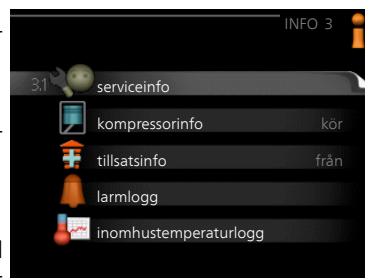 INFO 3
3.1 serviceinfo
kompressorinfo kör
tillsatsinfo från
larmlogg
inomhustemperaturlogg